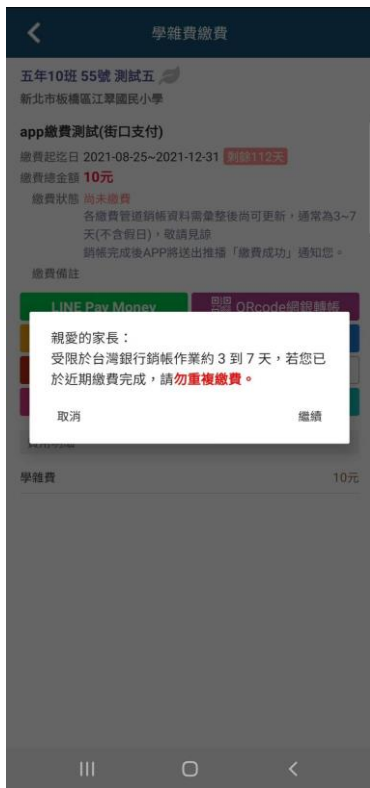 學雜費繳費
五年10班 55號 測試五
新北市板橋區江翠國民小學
app繳費測試(街口支付)
繳費起迄日 2021-08-25~2021-12-31 剩餘112天
繳費總金額 10元
繳費狀態 尚未繳費
各繳費管道銷帳資料需彙整後尚可更新，通常為3~7
天(不含假日)，敬請見諒
銷帳完成後APP將送出推播「繳費成功」通知您。
繳費備註
LINE Pay Money QRcode網銀轉帳
親愛的家長：
受限於台灣銀行銷帳作業約 3 到 7 天，若您已
於近期繳費完成，請勿重複繳費。
取消 繼續
學雜費 10元